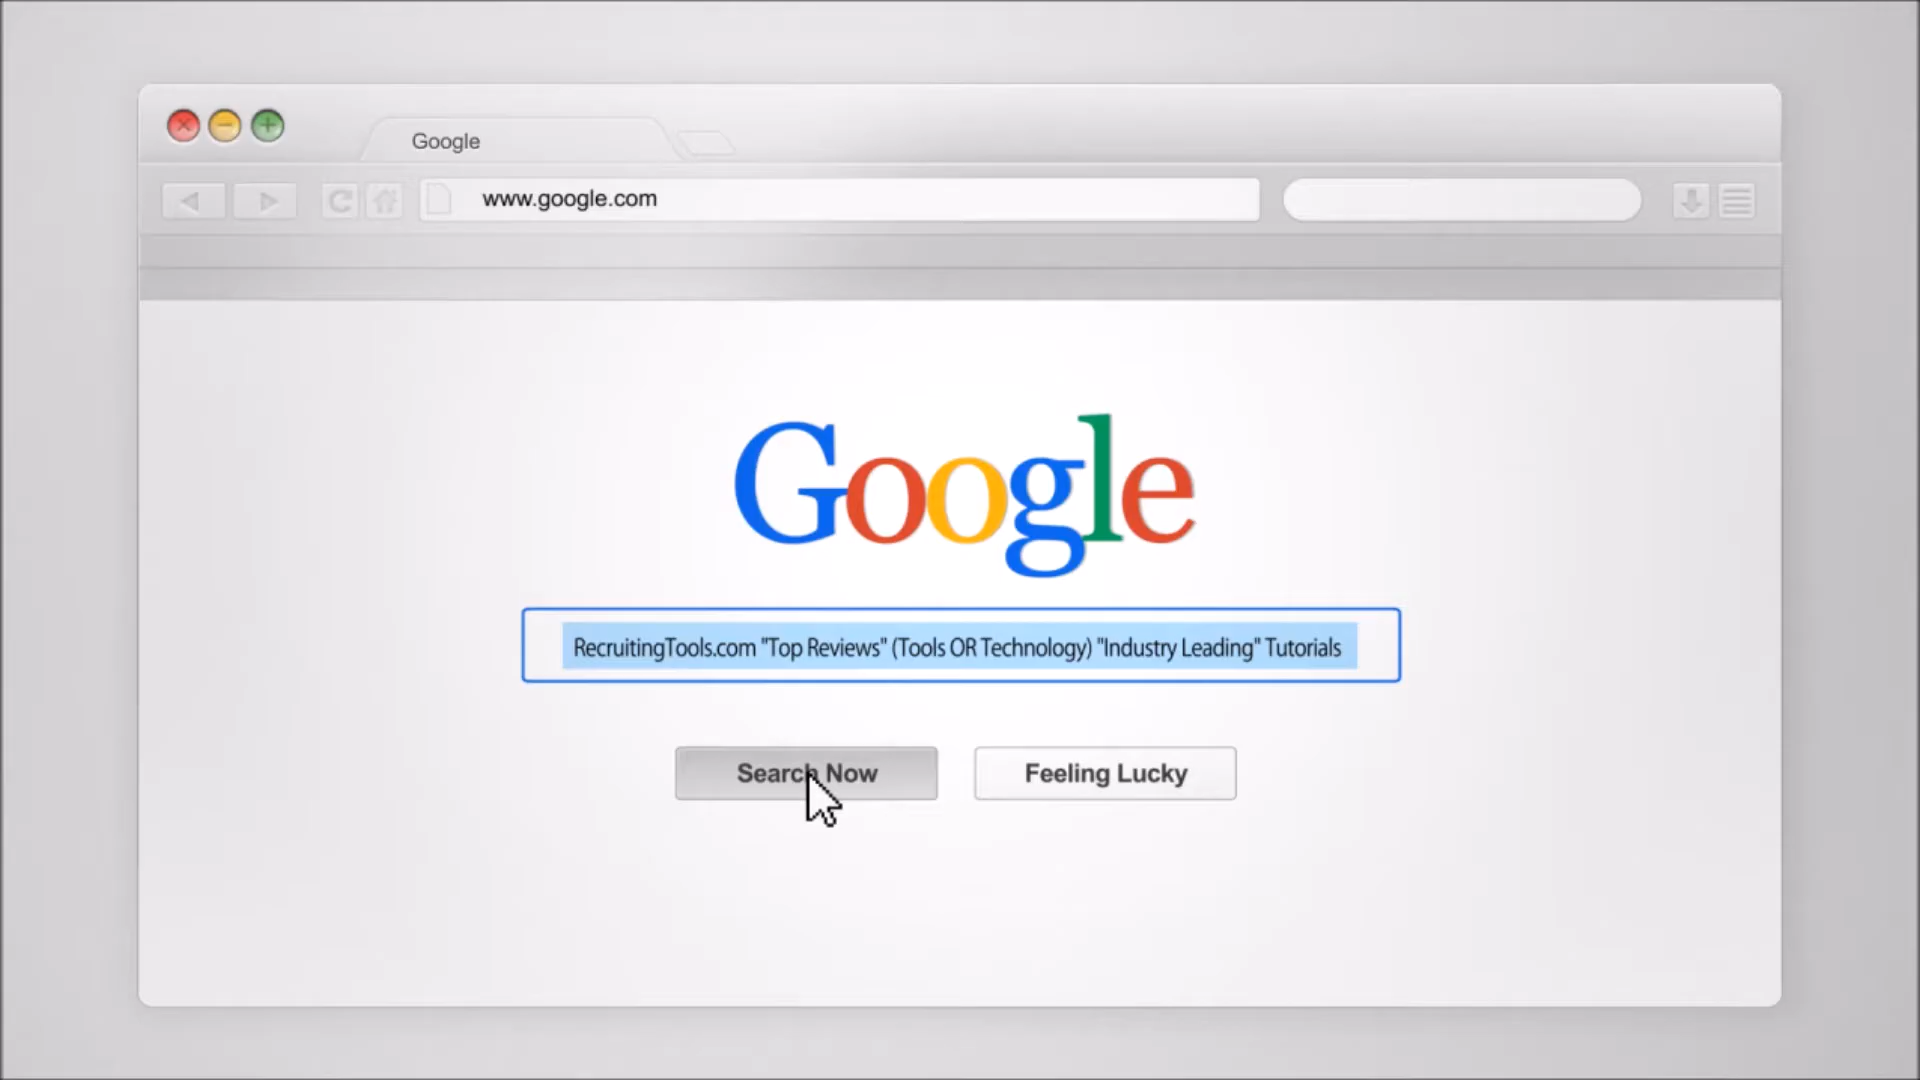 Google
www.google.com
Google
RecruitingTools.com "Top Reviews" (Tools OR Technology) "Industry Leading" Tutorials
Search Now
Feeling Lucky